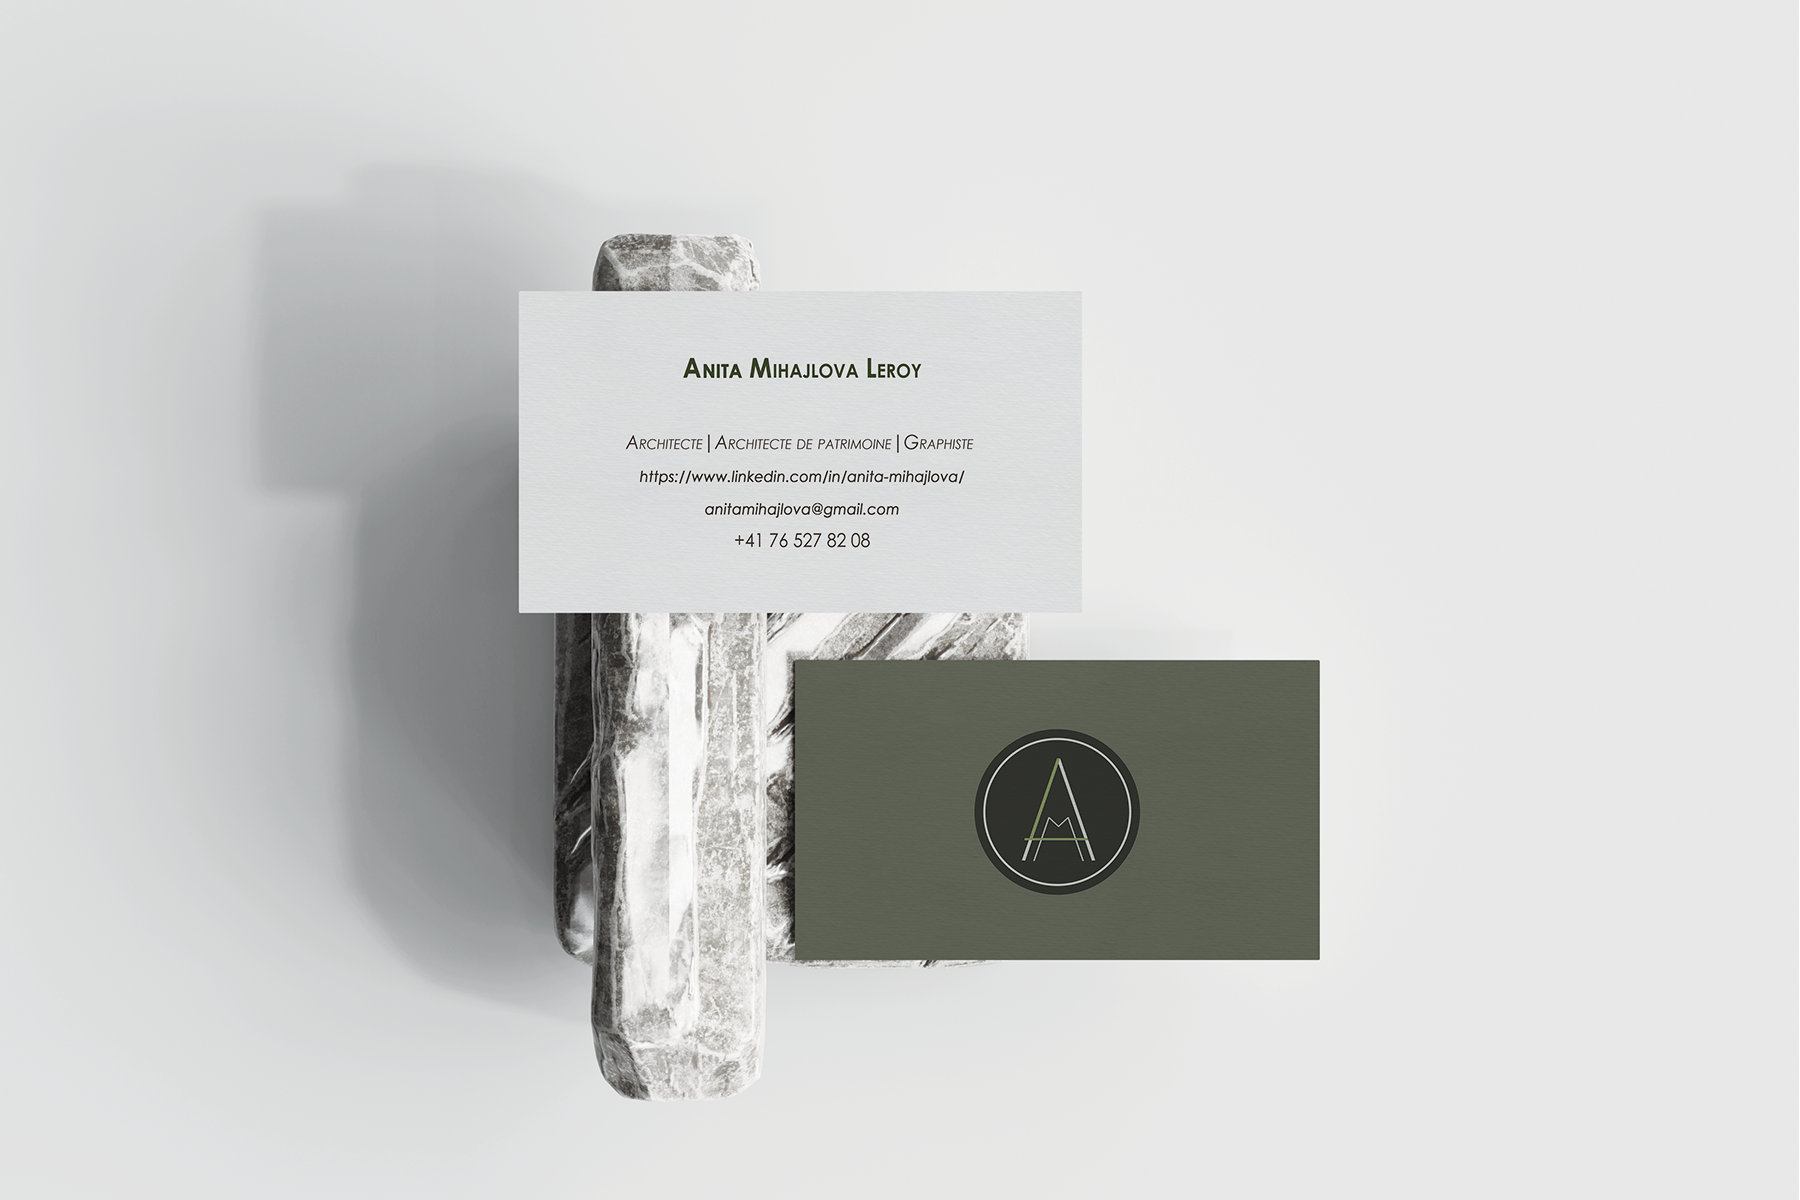 Anita Mihajlova Leroy
Architecte|Architecte de patrimoine|Graphiste
https://www.linkedin.com/in/anita-mihajlova/
anitamihajlova@gmail.com
+41 76 527 82 08
AM